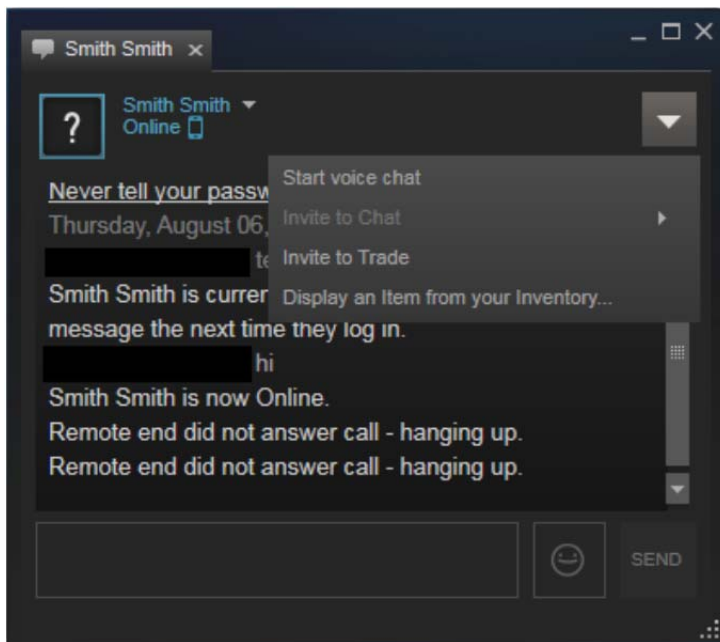 Smith Smith
Smith Smith
Online
?
Never tell your passw
Thursday, August 06,
Smith Smith is curren
message the next time they log in.
hi
Smith Smith is now Online.
Remote end did not answer call - hanging up.
Remote end did not answer call - hanging up.
Start voice chat
Invite to Chat
Invite to Trade
Display an Item from your Inventory...
SEND